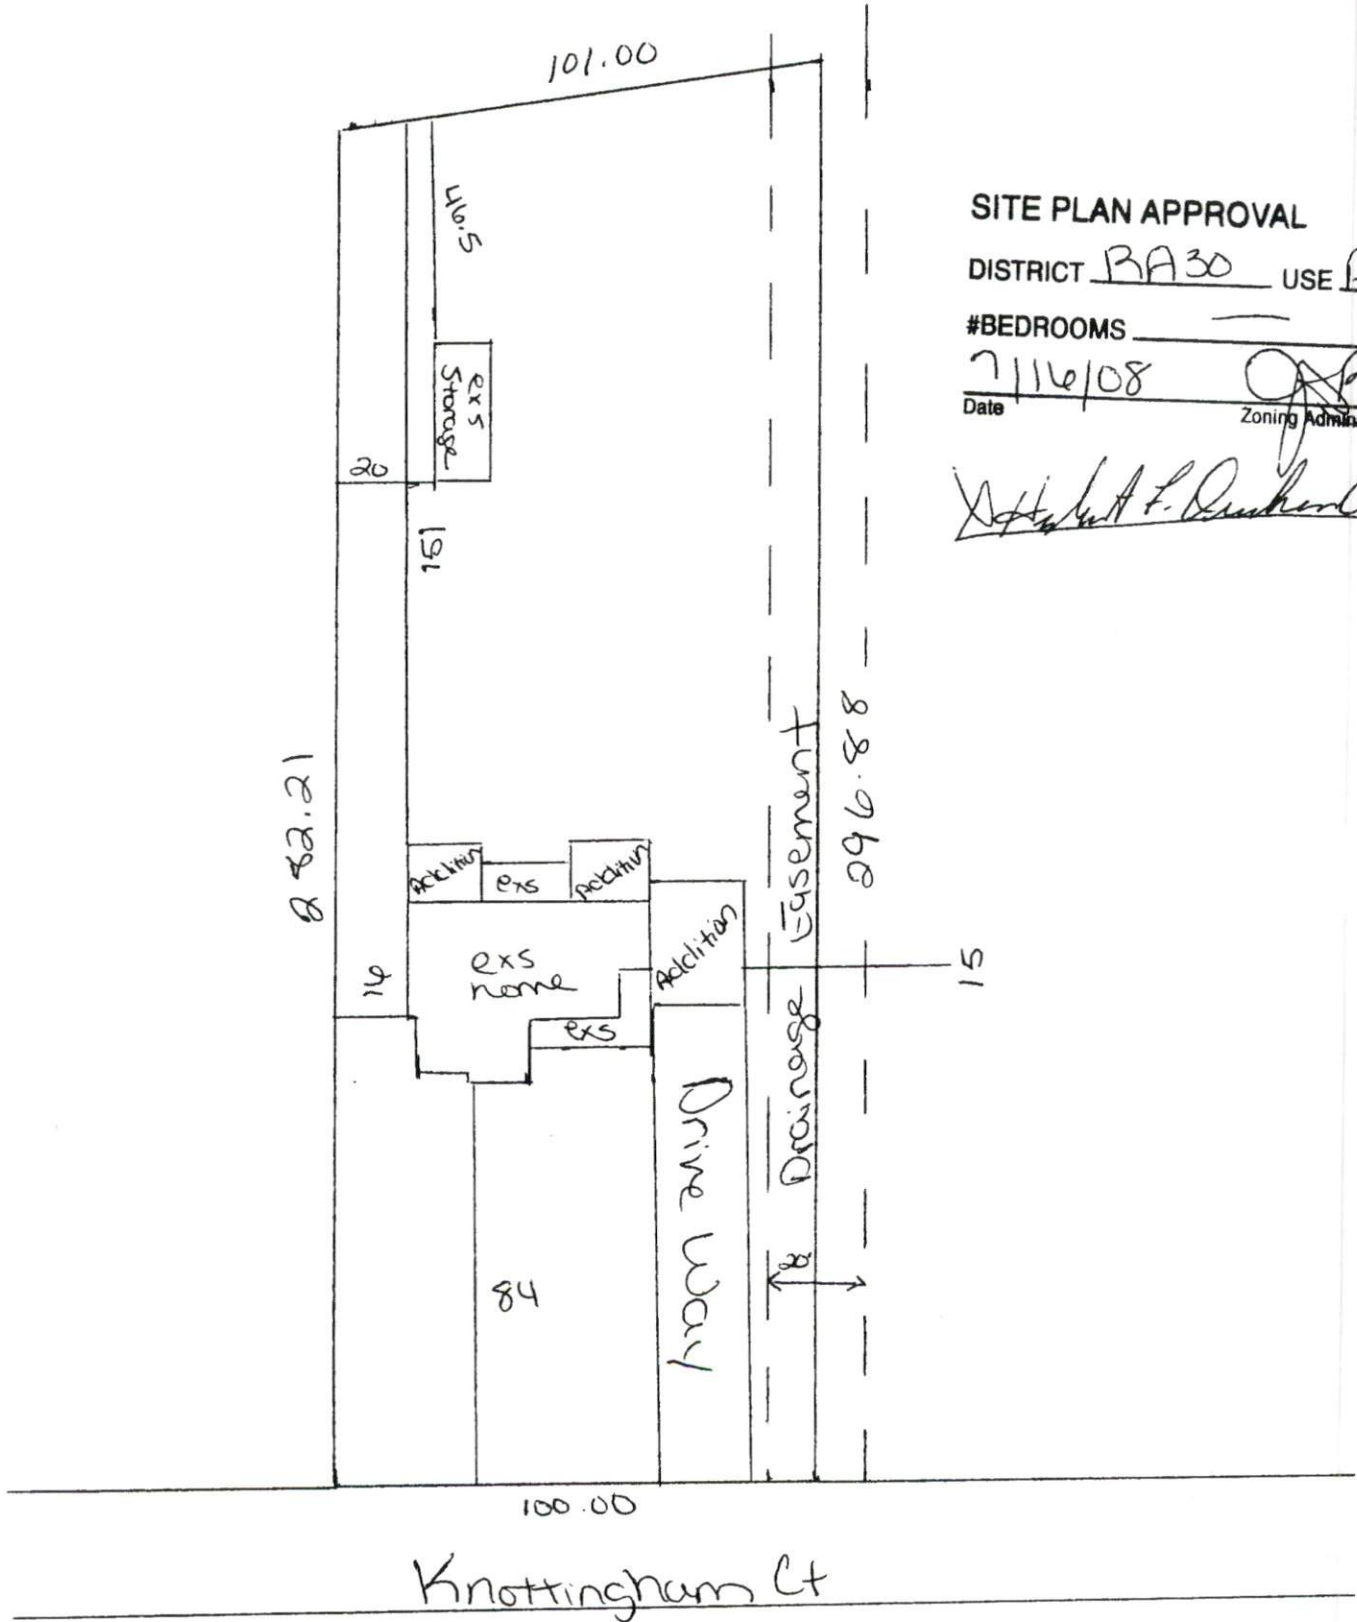 101.00
46.5
SITE PLAN APPROVAL
DISTRICT RA30 USE
#BEDROOMS
7/16/08
Date
Zoning Admin
exs
Storage
20
151
282.21
296.88
Drainage Easement
Addition
exs
Addition
Addition
exs
home
exs
15
Drive Way
84
100.00
Knottingham Ct